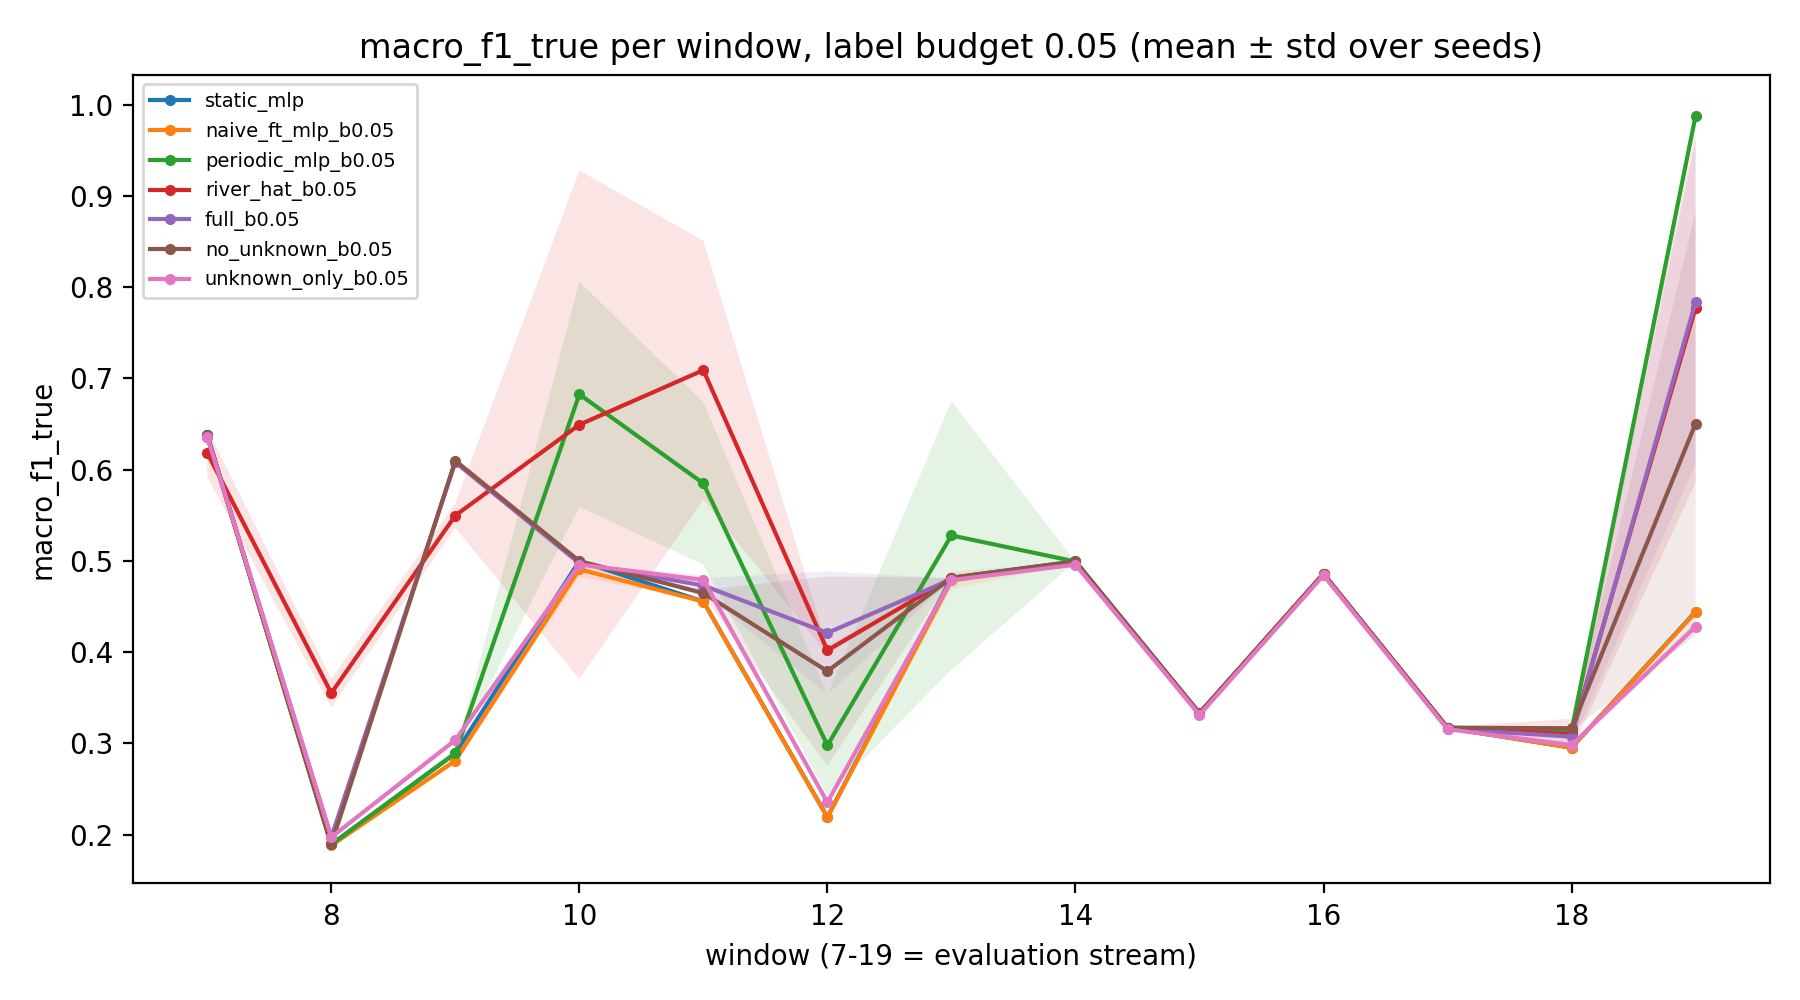 macro_f1_true per window, label budget 0.05 (mean ± std over seeds)
static_mlp
naive_ft_mlp_b0.05
periodic_mlp_b0.05
river_hat_b0.05
full_b0.05
no_unknown_b0.05
unknown_only_b0.05
macro_f1_true
1.0
0.9
0.8
0.7
0.6
0.5
0.4
0.3
0.2
8 10 12 14 16 18
window (7-19 = evaluation stream)